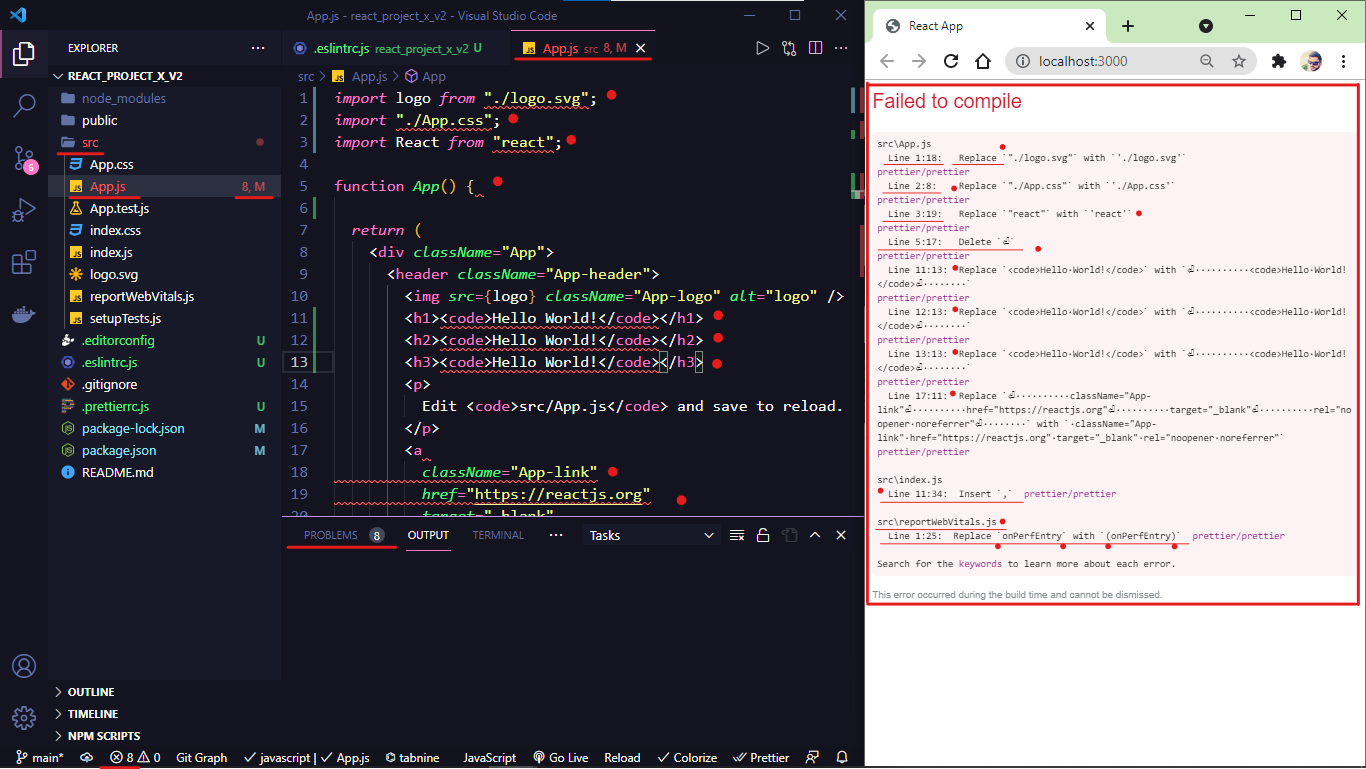 App.js - react_project_x_v2 - Visual Studio Code
EXPLORER
REACT_PROJECT_X_V2
node_modules
public
src
App.css
App.js 8, M
App.test.js
index.css
index.js
logo.svg
reportWebVitals.js
setupTests.js
.editorconfig U
.eslintrc.js U
.gitignore
.prettierrc.js U
package-lock.json M
package.json M
README.md
OUTLINE
TIMELINE
NPM SCRIPTS
6
.eslintrc.js react_project_x_v2 U
App.js src 8, M
src > App.js > App
1 import logo from "./logo.svg";
2 import "./App.css";
3 import React from "react";
4
5 function App() {
6
7 return (
8 <div className="App">
9 <header className="App-header">
10 <img src={logo} className="App-logo" alt="logo" />
11 <h1><code>Hello World!</code></h1>
12 <h2><code>Hello World!</code></h2>
13 <h3><code>Hello World!</code></h3>
14 <p>
15 Edit <code>src/App.js</code> and save to reload.
16 </p>
17 <a
18 className="App-link"
19 href="https://reactjs.org"
20 target="_blank"
PROBLEMS 8 OUTPUT TERMINAL Tasks
main* 8 0 Git Graph javascript | App.js tabnine JavaScript Go Live Reload Colorize Prettier
React App
localhost:3000
Failed to compile
src\App.js
Line 1:18: Replace `"./logo.svg"` with `'./logo.svg'`
prettier/prettier
Line 2:8: Replace `"./App.css"` with `'./App.css'`
prettier/prettier
Line 3:19: Replace `"react"` with `'react'`
prettier/prettier
Line 5:17: Delete `⏎`
prettier/prettier
Line 11:13: Replace `<code>Hello·World!</code>` with `⏎··········<code>Hello·World!
</code>⏎········`
prettier/prettier
Line 12:13: Replace `<code>Hello·World!</code>` with `⏎··········<code>Hello·World!
</code>⏎········`
prettier/prettier
Line 13:13: Replace `<code>Hello·World!</code>` with `⏎··········<code>Hello·World!
</code>⏎········`
prettier/prettier
Line 17:11: Replace `⏎··········className="App-
link"⏎··········href="https://reactjs.org"⏎··········target="_blank"⏎··········rel="no
opener·noreferrer"⏎········` with `·className="App-
link"·href="https://reactjs.org"·target="_blank"·rel="noopener·noreferrer"`
prettier/prettier
src\index.js
Line 11:34: Insert `,` prettier/prettier
src\reportWebVitals.js
Line 1:25: Replace `onPerfEntry` with `(onPerfEntry)` prettier/prettier
Search for the keywords to learn more about each error.
This error occurred during the build time and cannot be dismissed.